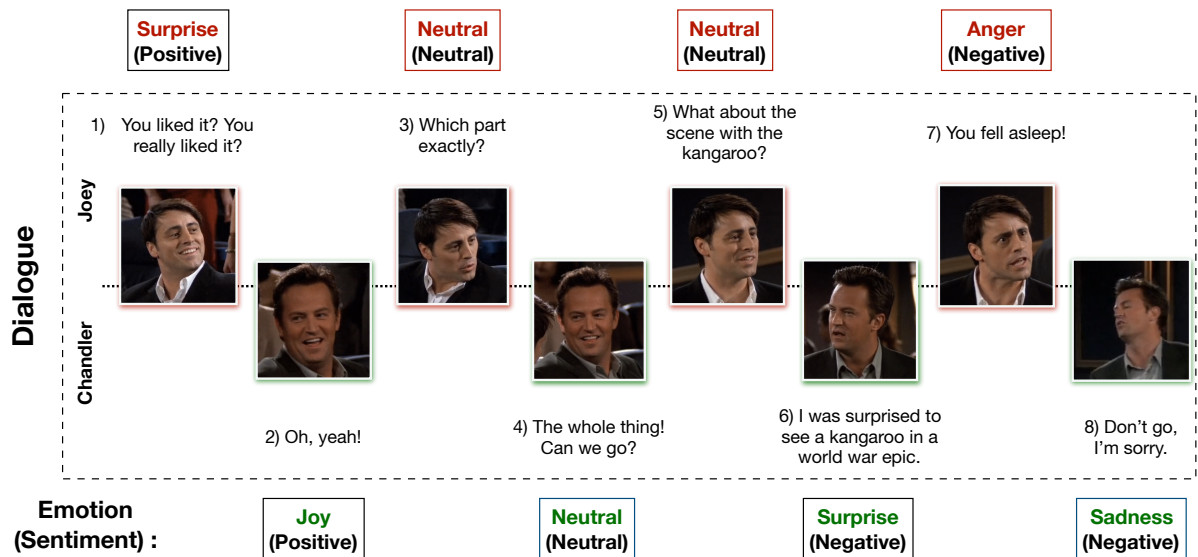 Surprise
(Positive)
Neutral
(Neutral)
Neutral
(Neutral)
Anger
(Negative)
Dialogue
Joey
Chandler
1) You liked it? You
really liked it?
3) Which part
exactly?
5) What about the
scene with the
kangaroo?
7) You fell asleep!
2) Oh, yeah!
4) The whole thing!
Can we go?
6) I was surprised to
see a kangaroo in a
world war epic.
8) Don’t go,
I’m sorry.
Emotion
(Sentiment) :
Joy
(Positive)
Neutral
(Neutral)
Surprise
(Negative)
Sadness
(Negative)